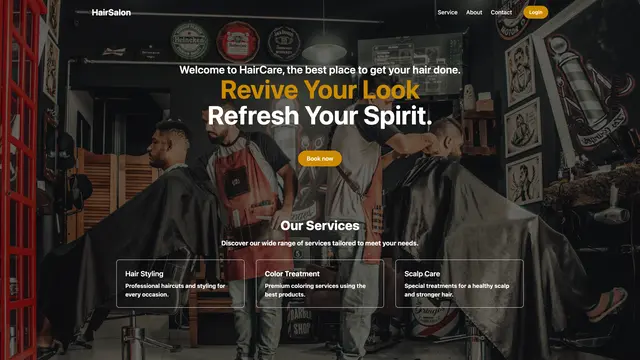 HairSalon
Service
About
Contact
Login
Welcome to HairCare, the best place to get your hair done.
Revive Your Look
Refresh Your Spirit.
Book now
Our Services
Discover our wide range of services tailored to meet your needs.
Hair Styling
Professional haircuts and styling for
every occasion.
Color Treatment
Premium coloring services using the
best products.
Scalp Care
Special treatments for a healthy scalp
and stronger hair.
Heineken
BARBER
SHOP